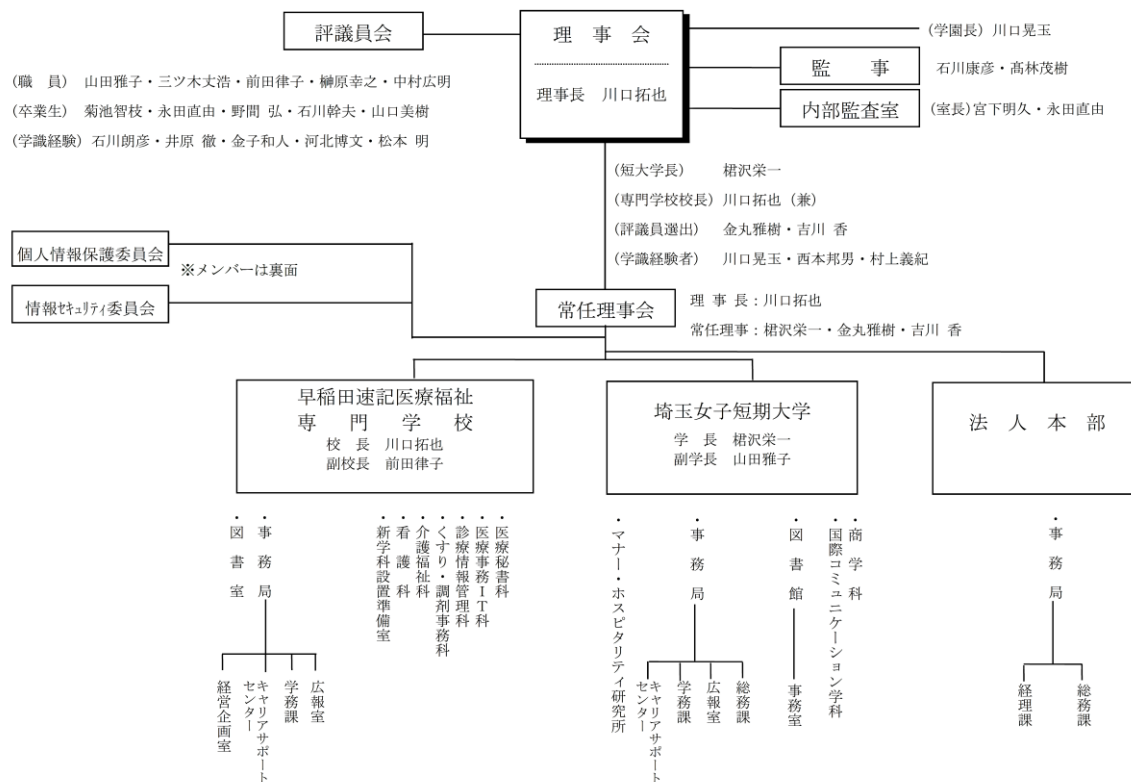 評議員会
理 事 会
理事長 川口拓也
(学園長) 川口晃玉
監 事
石川康彦・髙林茂樹
内部監査室
(室長)宮下明久・永田直由
(職 員) 山田雅子・三ツ木丈浩・前田律子・榊原幸之・中村広明
(卒業生) 菊池智枝・永田直由・野間 弘・石川幹夫・山口美樹
(学識経験) 石川朗彦・井原 徹・金子和人・河北博文・松本 明
(短大学長) 桾沢栄一
(専門学校校長) 川口拓也 (兼)
(評議員選出) 金丸雅樹・吉川 香
(学識経験者) 川口晃玉・西本邦男・村上義紀
個人情報保護委員会
※メンバーは裏面
情報セキュリティ委員会
常任理事会
理 事 長：川口拓也
常任理事：桾沢栄一・金丸雅樹・吉川 香
早稲田速記医療福祉
専 門 学 校
校 長 川口拓也
副校長 前田律子
埼玉女子短期大学
学 長 桾沢栄一
副学長 山田雅子
法 人 本 部
・医療秘書科
・医療事務IT科
・診療情報管理科
・くすり・調剤事務科
・介護福祉科
・看 護 科
・新学科設置準備室
・事 務 局
・図 書 室
広報室
学務課
キャリアサポート
センター
経営企画室
・商 学 科
・国際コミュニケーション学科
・図 書 館
・事 務 局
・マナー・ホスピタリティ研究所
事務室
総務課
広報室
学務課
キャリアサポート
センター
・事 務 局
総務課
経理課